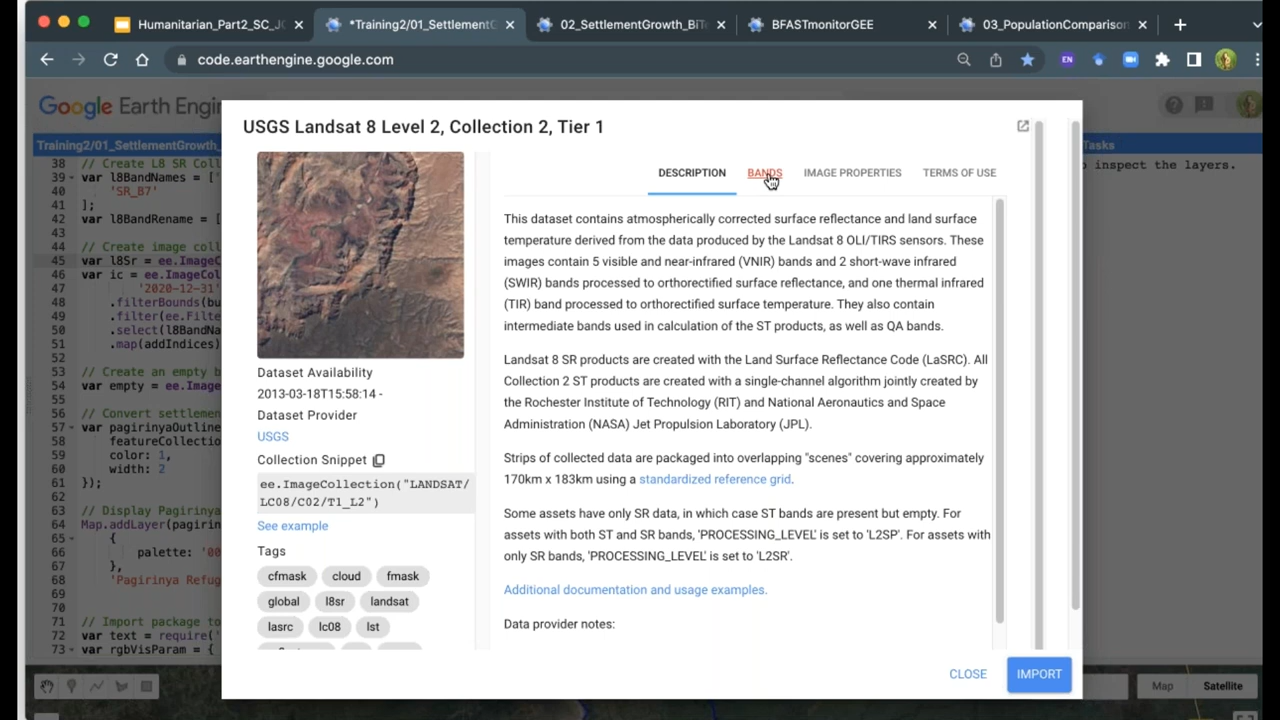 Humanitarian_Part2_SC_JC
*Training2/01_SettlementG
02_SettlementGrowth_BiTe
BFASTmonitorGEE
03_PopulationComparison
code.earthengine.google.com
EN
Google Earth Engi
Training2/01_SettlementGrowth_
Tasks
38 // Create L8 SR Coll
39 var l8BandNames = ['
40 'SR_B7'
41 ];
42 var l8BandRename = [
43
44 // Create image coll
45 var l8Sr = ee.ImageC
46 var ic = ee.ImageCol
47 '2020-12-31'
48 .filterBounds(bu
49 .filter(ee.Filte
50 .select(l8BandNa
51 .map(addIndices)
52
53 // Create an empty b
54 var empty = ee.Image
55
56 // Convert settlemen
57 var pagirinyaOutline
58 featureCollectio
59 color: 1,
60 width: 2
61 });
62
63 // Display Pagirinya
64 Map.addLayer(pagirin
65 {
66 palette: '00
67 },
68 'Pagirinya Refug
69
70
71 // Import package to
72 var text = require('
73 var rgbVisParam = {
o inspect the layers.
USGS Landsat 8 Level 2, Collection 2, Tier 1
Dataset Availability
2013-03-18T15:58:14 -
Dataset Provider
USGS
Collection Snippet
ee.ImageCollection("LANDSAT/
LC08/C02/T1_L2")
See example
Tags
cfmask cloud fmask
global l8sr landsat
lasrc lc08 lst
DESCRIPTION BANDS IMAGE PROPERTIES TERMS OF USE
This dataset contains atmospherically corrected surface reflectance and land surface
temperature derived from the data produced by the Landsat 8 OLI/TIRS sensors. These
images contain 5 visible and near-infrared (VNIR) bands and 2 short-wave infrared
(SWIR) bands processed to orthorectified surface reflectance, and one thermal infrared
(TIR) band processed to orthorectified surface temperature. They also contain
intermediate bands used in calculation of the ST products, as well as QA bands.
Landsat 8 SR products are created with the Land Surface Reflectance Code (LaSRC). All
Collection 2 ST products are created with a single-channel algorithm jointly created by
the Rochester Institute of Technology (RIT) and National Aeronautics and Space
Administration (NASA) Jet Propulsion Laboratory (JPL).
Strips of collected data are packaged into overlapping "scenes" covering approximately
170km x 183km using a standardized reference grid.
Some assets have only SR data, in which case ST bands are present but empty. For
assets with both ST and SR bands, 'PROCESSING_LEVEL' is set to 'L2SP'. For assets with
only SR bands, 'PROCESSING_LEVEL' is set to 'L2SR'.
Additional documentation and usage examples.
Data provider notes:
CLOSE IMPORT
Map Satellite